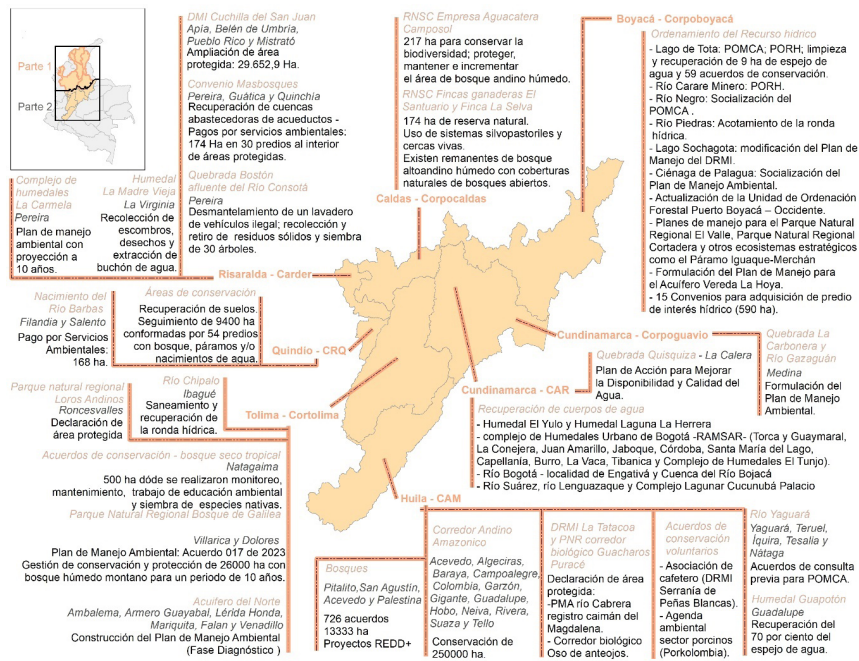 Parte 1
Parte 2
DMI Cuchilla del San Juan
Apía, Belén de Umbría,
Pueblo Rico y Mistrató
Ampliación de área
protegida: 29.652,9 Ha.
Convenio Masbosques
Pereira, Guática y Quinchia
Recuperación de cuencas
abastecedoras de acueductos -
Pagos por servicios ambientales:
174 Ha en 30 predios al interior
de áreas protegidas.
Quebrada Bostón
afluente del Río Consotá
Pereira
Desmantelamiento de un lavadero
de vehículos ilegal; recolección y
retiro de residuos sólidos y siembra
de 30 árboles.
Complejo de
humedales
La Carmela
Pereira
Plan de manejo
ambiental con
proyección a
10 años.
Humedal
La Madre Vieja
La Virginia
Recolección de
escombros,
desechos y
extracción de
buchón de agua.
Risaralda - Carder
RNSC Empresa Aguacatera
Camposol
217 ha para conservar la
biodiversidad; proteger,
mantener e incrementar
el área de bosque andino húmedo.
RNSC Fincas ganaderas El
Santuario y Finca La Selva
174 ha de reserva natural.
Uso de sistemas silvopastoriles y
cercas vivas.
Existen remanentes de bosque
altoandino húmedo con coberturas
naturales de bosques abiertos.
Caldas - Corpocaldas
Boyacá - Corpoboyacá
Ordenamiento del Recurso hídrico
- Lago de Tota: POMCA; PORH; limpieza
y recuperación de 9 ha de espejo de
agua y 59 acuerdos de conservación.
- Río Carare Minero: PORH.
- Río Negro: Socialización del
POMCA .
- Río Piedras: Acotamiento de la ronda
hídrica.
- Lago Sochagota: modificación del Plan de
Manejo del DRMI.
- Ciénaga de Palagua: Socialización del
Plan de Manejo Ambiental.
- Actualización de la Unidad de Ordenación
Forestal Puerto Boyacá – Occidente.
- Planes de manejo para el Parque Natural
Regional El Valle, Parque Natural Regional
Cortadera y otros ecosistemas estratégicos
como el Páramo Iguaque-Merchán
- Formulación del Plan de Manejo para
el Acuífero Vereda La Hoya.
- 15 Convenios para adquisición de predio
de interés hídrico (590 ha).
Nacimiento del
Río Barbas
Filandia y Salento
Pago por Servicios
Ambientales:
168 ha.
Áreas de conservación
Recuperación de suelos.
Seguimiento de 9400 ha
conformadas por 54 predios
con bosque, páramos y/o
nacimientos de agua.
Quindío - CRQ
Cundinamarca - Corpoguavio
Quebrada La
Carbonera y
Río Gazaguán
Medina
Formulación del
Plan de Manejo
Ambiental.
Quebrada Quisquiza - La Calera
Plan de Acción para Mejorar
la Disponibilidad y Calidad del
Agua.
Cundinamarca - CAR
Recuperación de cuerpos de agua
- Humedal El Yulo y Humedal Laguna La Herrera
- complejo de Humedales Urbano de Bogotá -RAMSAR- (Torca y Guaymaral,
La Conejera, Juan Amarillo, Jaboque, Córdoba, Santa María del Lago,
Capellanía, Burro, La Vaca, Tibanica y Complejo de Humedales El Tunjo).
- Río Bogotá - localidad de Engativá y Cuenca del Río Bojacá
- Río Suárez, río Lenguazaque y Complejo Lagunar Cucunubá Palacio
Parque natural regional
Loros Andinos
Roncesvalles
Declaración de
área protegida
Río Chipalo
Ibagué
Saneamiento y
recuperación de
la ronda hídrica.
Tolima - Cortolima
Acuerdos de conservación - bosque seco tropical
Natagaima
500 ha dóde se realizaron monitoreo,
mantenimiento, trabajo de educación ambiental
y siembra de especies nativas.
Parque Natural Regional Bosque de Galilea
Villarica y Dolores
Plan de Manejo Ambiental: Acuerdo 017 de 2023
Gestión de conservación y protección de 26000 ha con
bosque húmedo montano para un periodo de 10 años.
Acuifero del Norte
Ambalema, Armero Guayabal, Lérida Honda,
Mariquita, Falan y Venadillo
Construcción del Plan de Manejo Ambiental
(Fase Diagnóstico )
Huila - CAM
Bosques
Pitalito,San Agustín,
Acevedo y Palestina
726 acuerdos
13333 ha
Proyectos REDD+
Corredor Andino
Amazonico
Acevedo, Algeciras,
Baraya, Campoalegre,
Colombia, Garzón,
Gigante, Guadalupe,
Hobo, Neiva, Rivera,
Suaza y Tello
Conservación de
250000 ha.
DRMI La Tatacoa
y PNR corredor
biológico Guacharos
Puracé
Declaración de área
protegida:
-PMA río Cabrera
registro caimán del
Magdalena.
- Corredor biológico
Oso de anteojos.
Acuerdos de
conservación
voluntarios
- Asociación de
cafetero (DRMI
Serranía de
Peñas Blancas).
- Agenda
ambiental
sector porcinos
(Porkolombia).
Río Yaguará
Yaguará, Teruel,
Íquira, Tesalia y
Nátaga
Acuerdos de consulta
previa para POMCA.
Humedal Guapotón
Guadalupe
Recuperación del
70 por ciento del
espejo de agua.